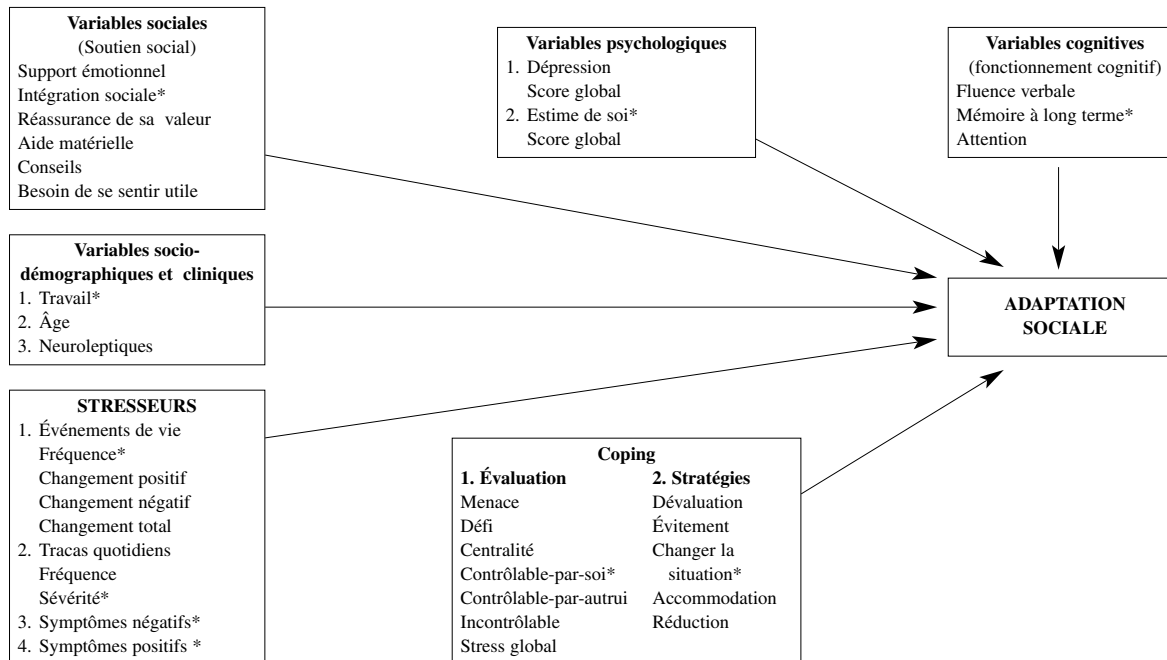 Variables sociales
(Soutien social)
Support émotionnel
Intégration sociale*
Réassurance de sa valeur
Aide matérielle
Conseils
Besoin de se sentir utile
Variables psychologiques
1. Dépression
Score global
2. Estime de soi*
Score global
Variables cognitives
(fonctionnement cognitif)
Fluence verbale
Mémoire à long terme*
Attention
Variables socio-
démographiques et cliniques
1. Travail*
2. Âge
3. Neuroleptiques
ADAPTATION
SOCIALE
STRESSEURS
1. Événements de vie
Fréquence*
Changement positif
Changement négatif
Changement total
2. Tracas quotidiens
Fréquence
Sévérité*
3. Symptômes négatifs*
4. Symptômes positifs *
Coping
1. Évaluation
Menace
Défi
Centralité
Contrôlable-par-soi*
Contrôlable-par-autrui
Incontrôlable
Stress global
2. Stratégies
Dévaluation
Évitement
Changer la
situation*
Accommodation
Réduction